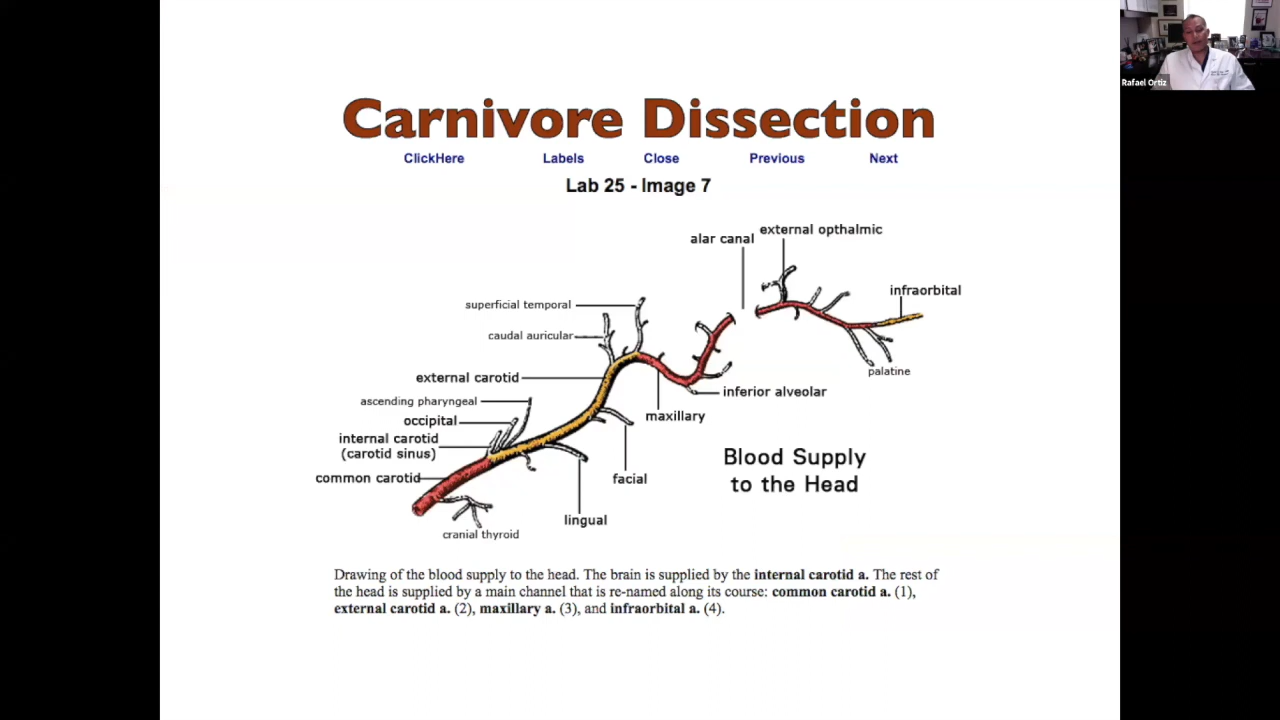 Rafael Ortiz
Carnivore Dissection
ClickHere Labels Close Previous Next
Lab 25 - Image 7
alar canal
external opthalmic
infraorbital
superficial temporal
caudal auricular
external carotid
ascending pharyngeal
occipital
internal carotid
(carotid sinus)
common carotid
cranial thyroid
lingual
facial
maxillary
inferior alveolar
palatine
Blood Supply
to the Head
Drawing of the blood supply to the head. The brain is supplied by the internal carotid a. The rest of
the head is supplied by a main channel that is re-named along its course: common carotid a. (1),
external carotid a. (2), maxillary a. (3), and infraorbital a. (4).